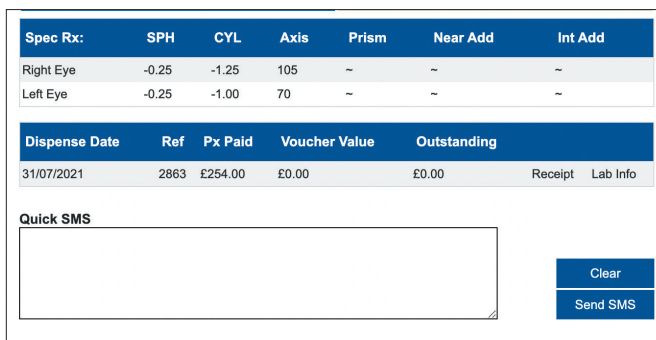 Spec Rx: SPH CYL Axis Prism Near Add Int Add
Right Eye -0.25 -1.25 105 ~ ~ ~
Left Eye -0.25 -1.00 70 ~ ~ ~
Dispense Date Ref Px Paid Voucher Value Outstanding
31/07/2021 2863 £254.00 £0.00 £0.00 Receipt Lab Info
Quick SMS
Clear
Send SMS